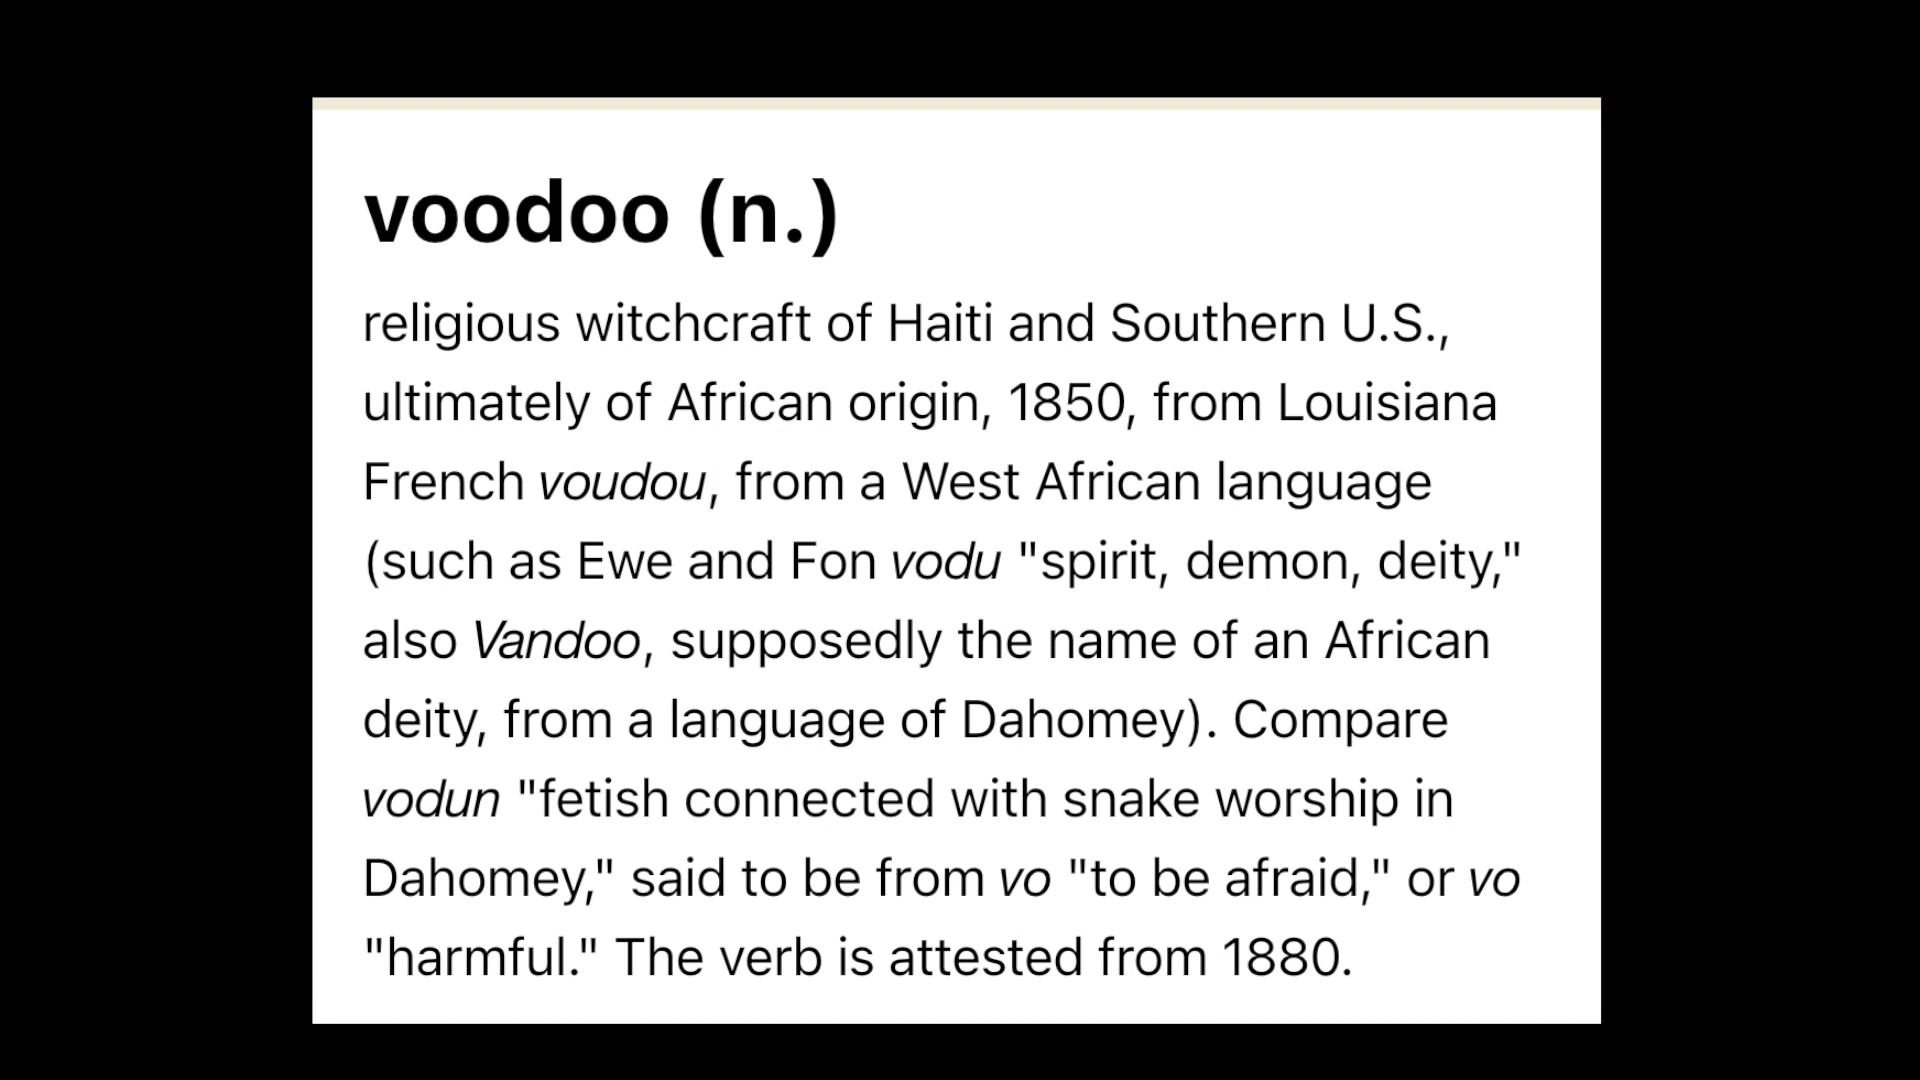 voodoo (n.)
religious witchcraft of Haiti and Southern U.S.,
ultimately of African origin, 1850, from Louisiana
French voudou, from a West African language
(such as Ewe and Fon vodu "spirit, demon, deity,"
also Vandoo, supposedly the name of an African
deity, from a language of Dahomey). Compare
vodun "fetish connected with snake worship in
Dahomey," said to be from vo "to be afraid," or vo
"harmful." The verb is attested from 1880.